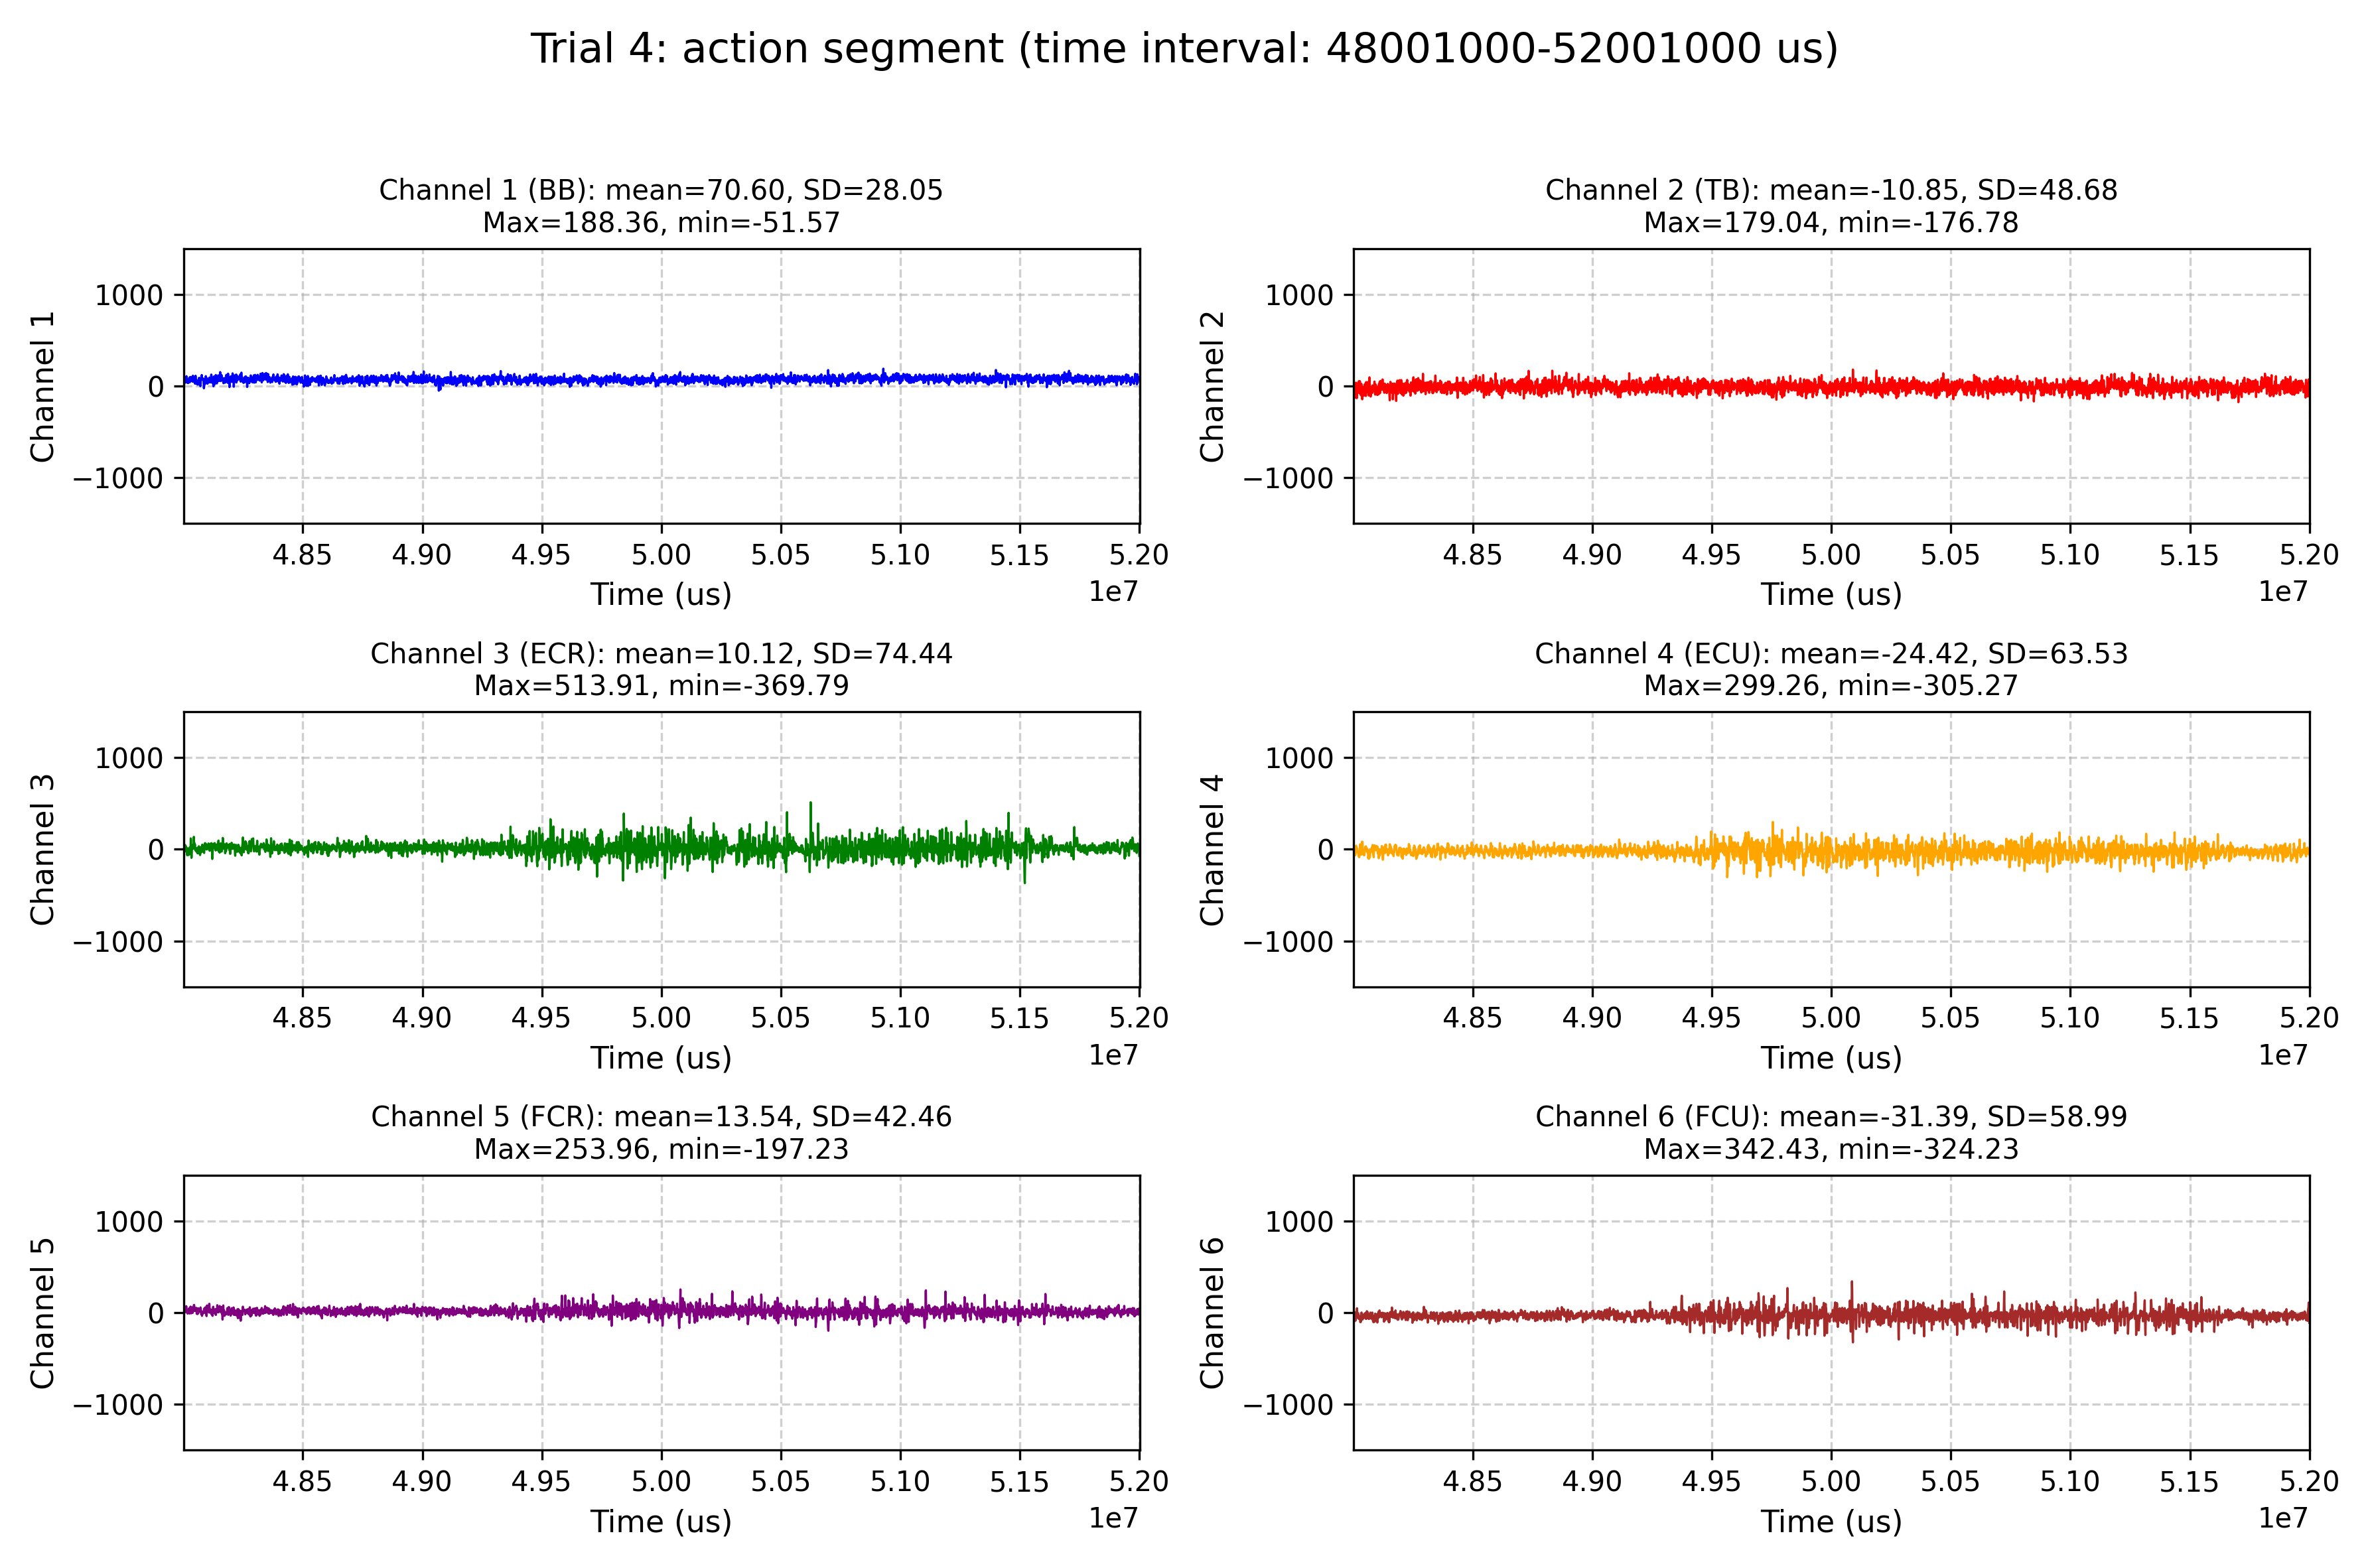 Trial 4: action segment (time interval: 48001000-52001000 us)
Channel 1 (BB): mean=70.60, SD=28.05
Max=188.36, min=-51.57
Channel 1
1000
0
−1000
4.85 4.90 4.95 5.00 5.05 5.10 5.15 5.20
1e7
Time (us)
Channel 2 (TB): mean=-10.85, SD=48.68
Max=179.04, min=-176.78
Channel 2
1000
0
−1000
4.85 4.90 4.95 5.00 5.05 5.10 5.15 5.20
1e7
Time (us)
Channel 3 (ECR): mean=10.12, SD=74.44
Max=513.91, min=-369.79
Channel 3
1000
0
−1000
4.85 4.90 4.95 5.00 5.05 5.10 5.15 5.20
1e7
Time (us)
Channel 4 (ECU): mean=-24.42, SD=63.53
Max=299.26, min=-305.27
Channel 4
1000
0
−1000
4.85 4.90 4.95 5.00 5.05 5.10 5.15 5.20
1e7
Time (us)
Channel 5 (FCR): mean=13.54, SD=42.46
Max=253.96, min=-197.23
Channel 5
1000
0
−1000
4.85 4.90 4.95 5.00 5.05 5.10 5.15 5.20
1e7
Time (us)
Channel 6 (FCU): mean=-31.39, SD=58.99
Max=342.43, min=-324.23
Channel 6
1000
0
−1000
4.85 4.90 4.95 5.00 5.05 5.10 5.15 5.20
1e7
Time (us)